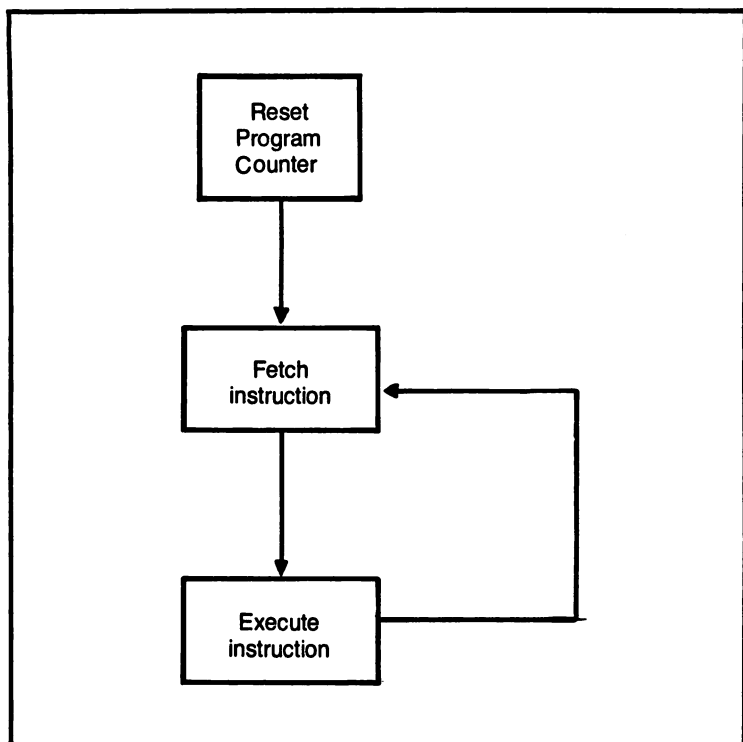 Reset
Program
Counter
Fetch
instruction
Execute
instruction